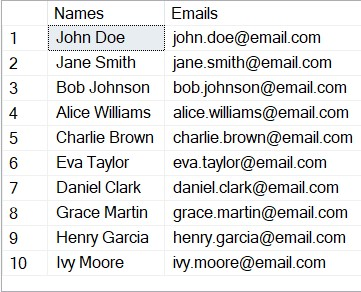 Names Emails
1 John Doe john.doe@email.com
2 Jane Smith jane.smith@email.com
3 Bob Johnson bob.johnson@email.com
4 Alice Williams alice.williams@email.com
5 Charlie Brown charlie.brown@email.com
6 Eva Taylor eva.taylor@email.com
7 Daniel Clark daniel.clark@email.com
8 Grace Martin grace.martin@email.com
9 Henry Garcia henry.garcia@email.com
10 Ivy Moore ivy.moore@email.com